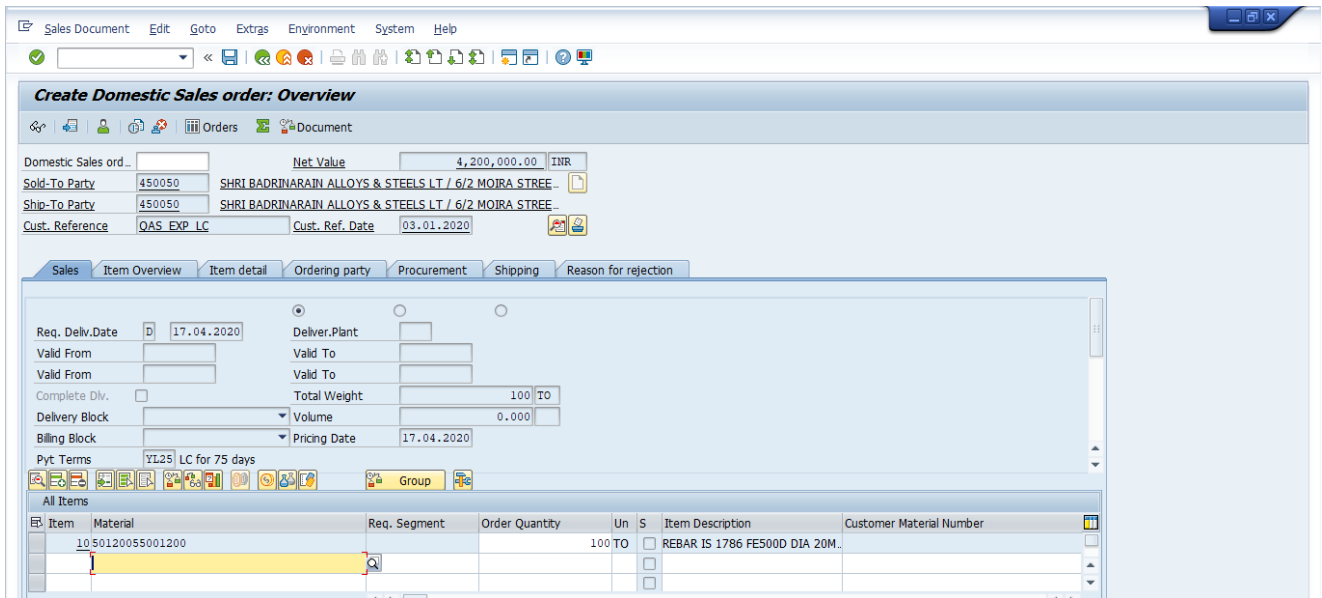 Sales Document Edit Goto Extras Environment System Help
Create Domestic Sales order: Overview
Orders Document
Domestic Sales ord... Net Value 4,200,000.00 INR
Sold-To Party 450050 SHRI BADRINARAIN ALLOYS & STEELS LT / 6/2 MOIRA STREE...
Ship-To Party 450050 SHRI BADRINARAIN ALLOYS & STEELS LT / 6/2 MOIRA STREE...
Cust. Reference QAS EXP LC Cust. Ref. Date 03.01.2020
Sales Item Overview Item detail Ordering party Procurement Shipping Reason for rejection
Req. Deliv.Date D 17.04.2020 Deliver.Plant
Valid From Valid To
Valid From Valid To
Complete Dlv. Total Weight 100 TO
Delivery Block Volume 0.000
Billing Block Pricing Date 17.04.2020
Pyt Terms YL25 LC for 75 days
Group
All Items
Item Material Req. Segment Order Quantity Un S Item Description Customer Material Number
10 50120055001200 100 TO REBAR IS 1786 FE500D DIA 20M...